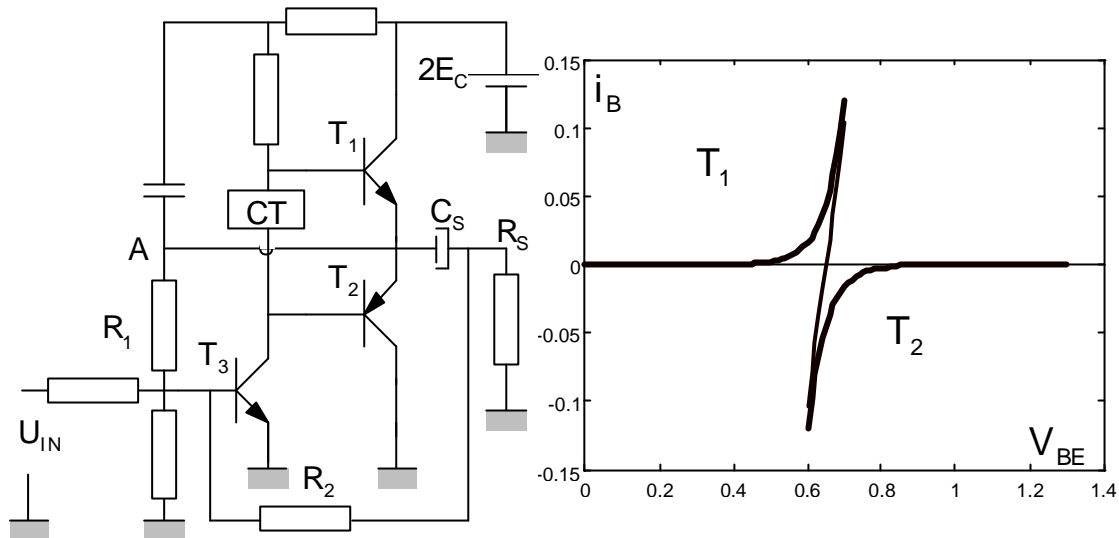 2E_C
T_1
CT
C_S
R_S
A
T_2
R_1
T_3
U_IN
R_2
0.15
i_B
0.1
T_1
0.05
0
-0.05
T_2
-0.1
V_BE
-0.15
0 0.2 0.4 0.6 0.8 1 1.2 1.4